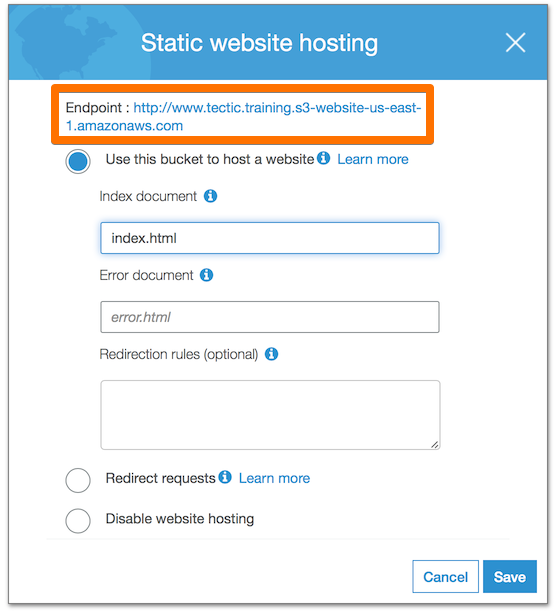 Static website hosting
Endpoint : http://www.tectic.training.s3-website-us-east-
1.amazonaws.com
Use this bucket to host a website Learn more
Index document
index.html
Error document
error.html
Redirection rules (optional)
Redirect requests Learn more
Disable website hosting
Cancel Save